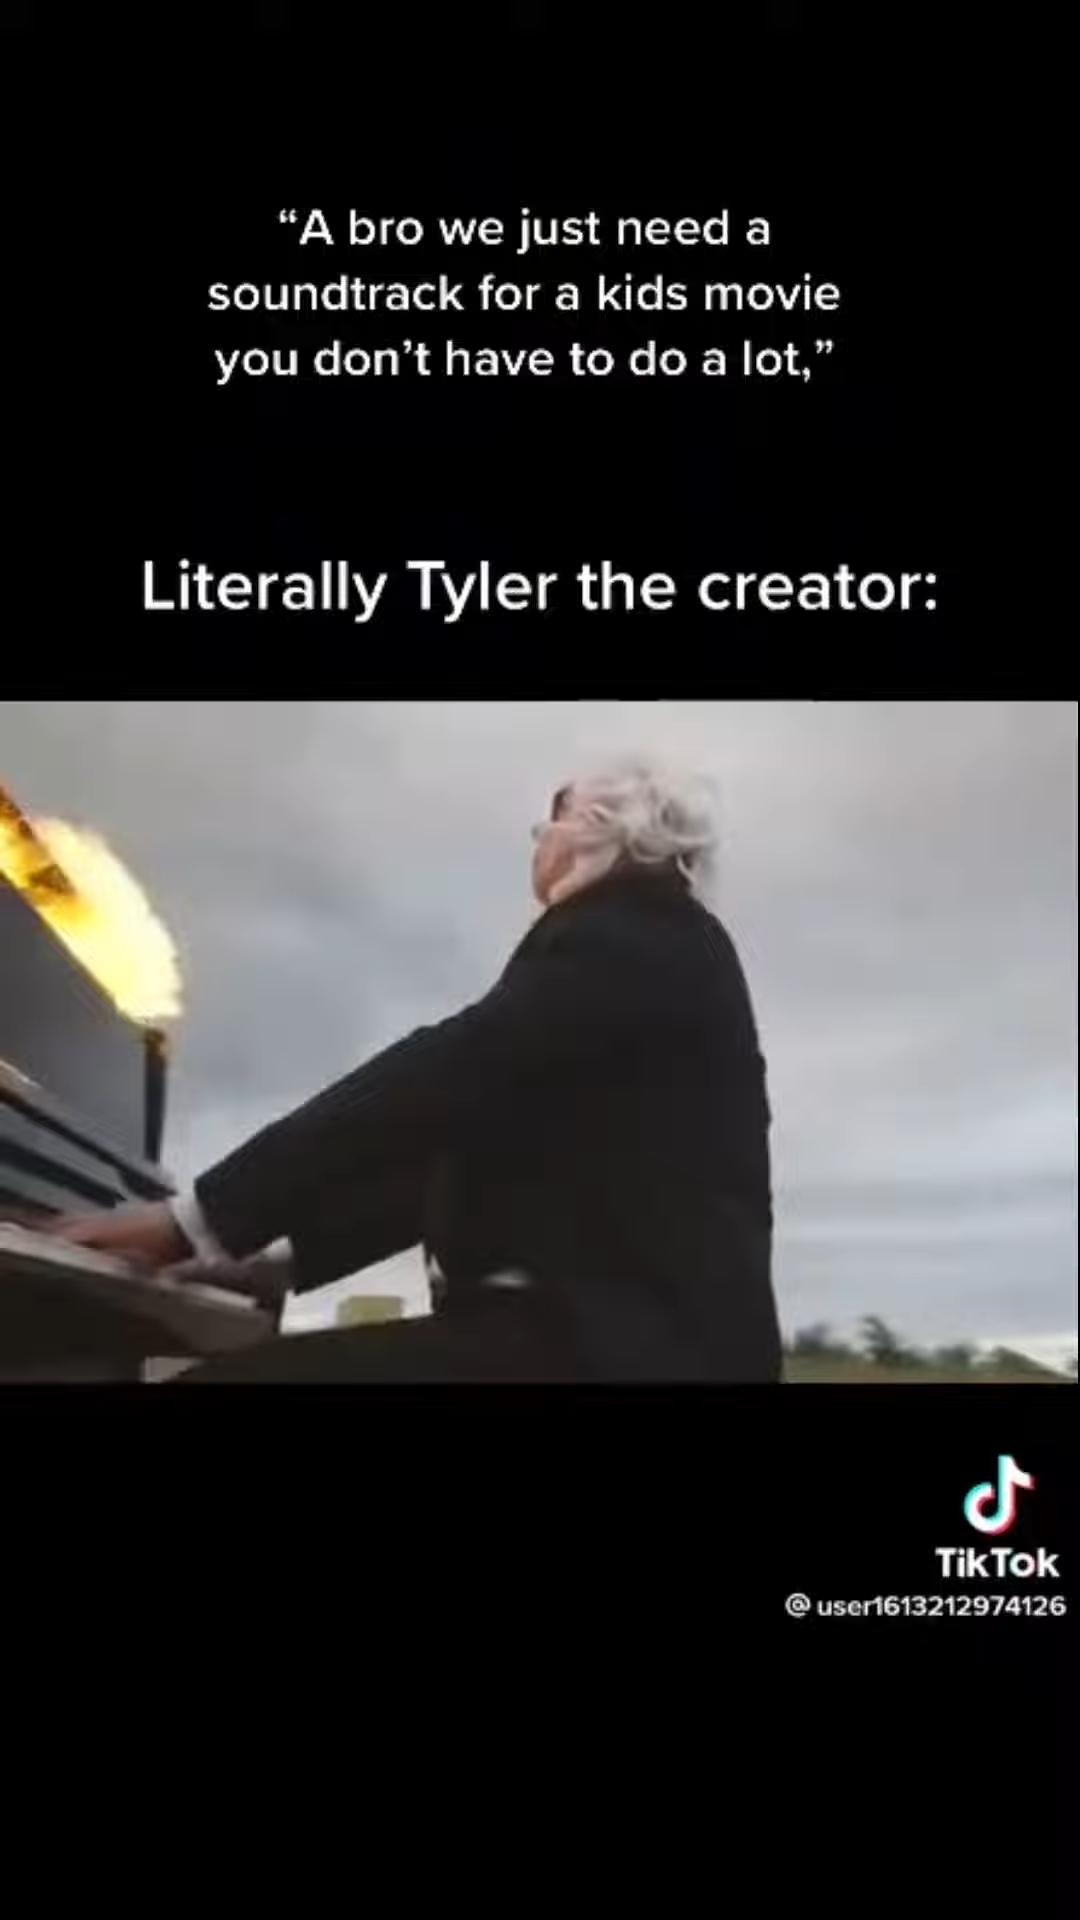 “A bro we just need a
soundtrack for a kids movie
you don’t have to do a lot,”
Literally Tyler the creator:
TikTok
@user1613212974126